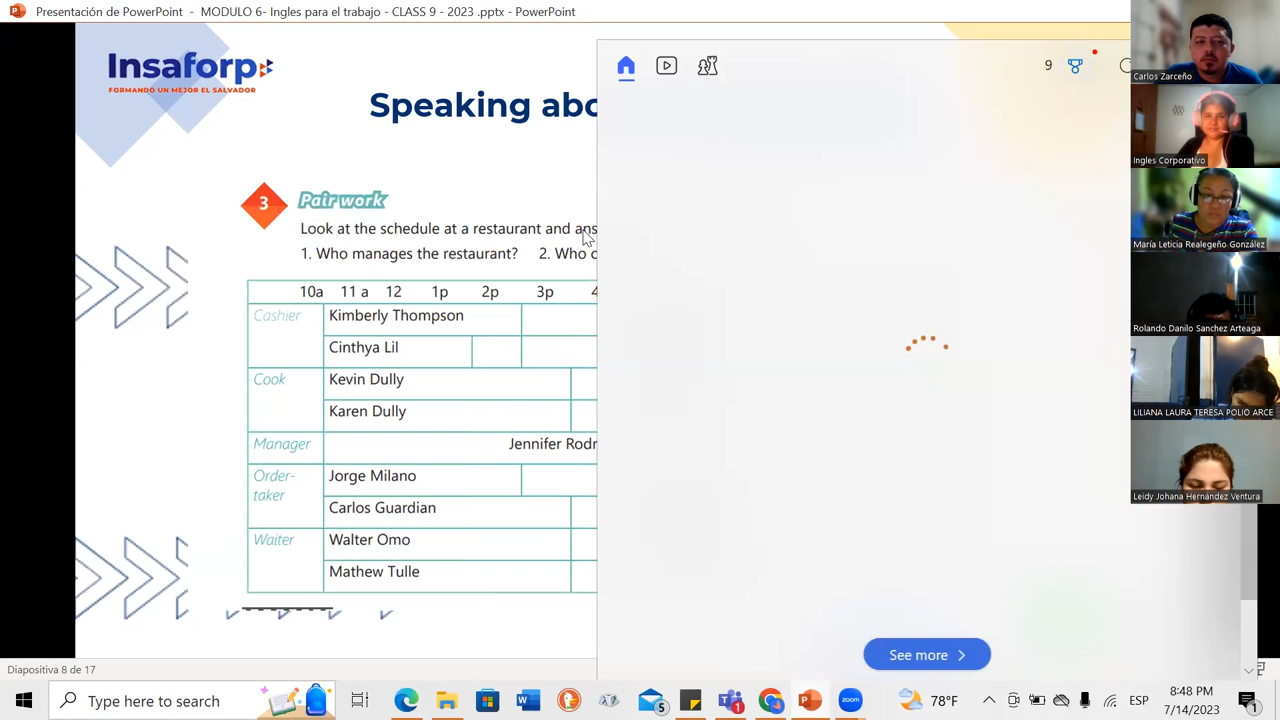 Presentación de PowerPoint - MODULO 6- Ingles para el trabajo - CLASS 9 - 2023 .pptx - PowerPoint
Insaforp
FORMANDO UN MEJOR EL SALVADOR
Speaking abo
9
Carlos Zarceño
Ingles Corporativo
María Leticia Realegeño González
Rolando Danilo Sanchez Arteaga
LILIANA LAURA TERESA POLIO ARCE
Leidy Johana Hernández Ventura
3 Pair work
Look at the schedule at a restaurant and ans
1. Who manages the restaurant? 2. Who c
10a 11 a 12 1p 2p 3p 4
Cashier Kimberly Thompson
Cinthya Lil
Cook Kevin Dully
Karen Dully
Manager Jennifer Rodr
Order-
taker
Jorge Milano
Carlos Guardian
Waiter Walter Omo
Mathew Tulle
See more
Diapositiva 8 de 17
Type here to search
5
1
zoom
78°F
ESP
8:48 PM
7/14/2023
1